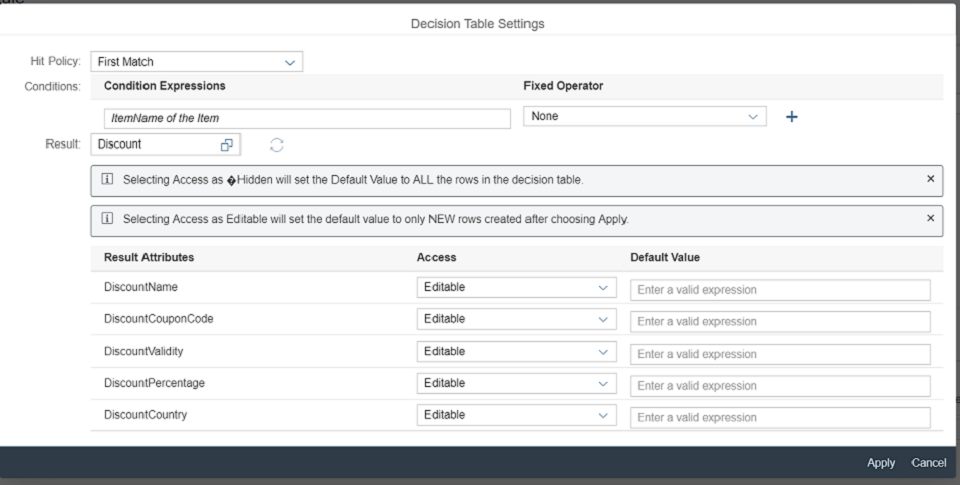 Decision Table Settings
Hit Policy: First Match
Conditions: Condition Expressions Fixed Operator
ItemName of the Item None +
Result: Discount
Selecting Access as �Hidden will set the Default Value to ALL the rows in the decision table.
Selecting Access as Editable will set the default value to only NEW rows created after choosing Apply.
Result Attributes Access Default Value
DiscountName Editable Enter a valid expression
DiscountCouponCode Editable Enter a valid expression
DiscountValidity Editable Enter a valid expression
DiscountPercentage Editable Enter a valid expression
DiscountCountry Editable Enter a valid expression
Apply Cancel